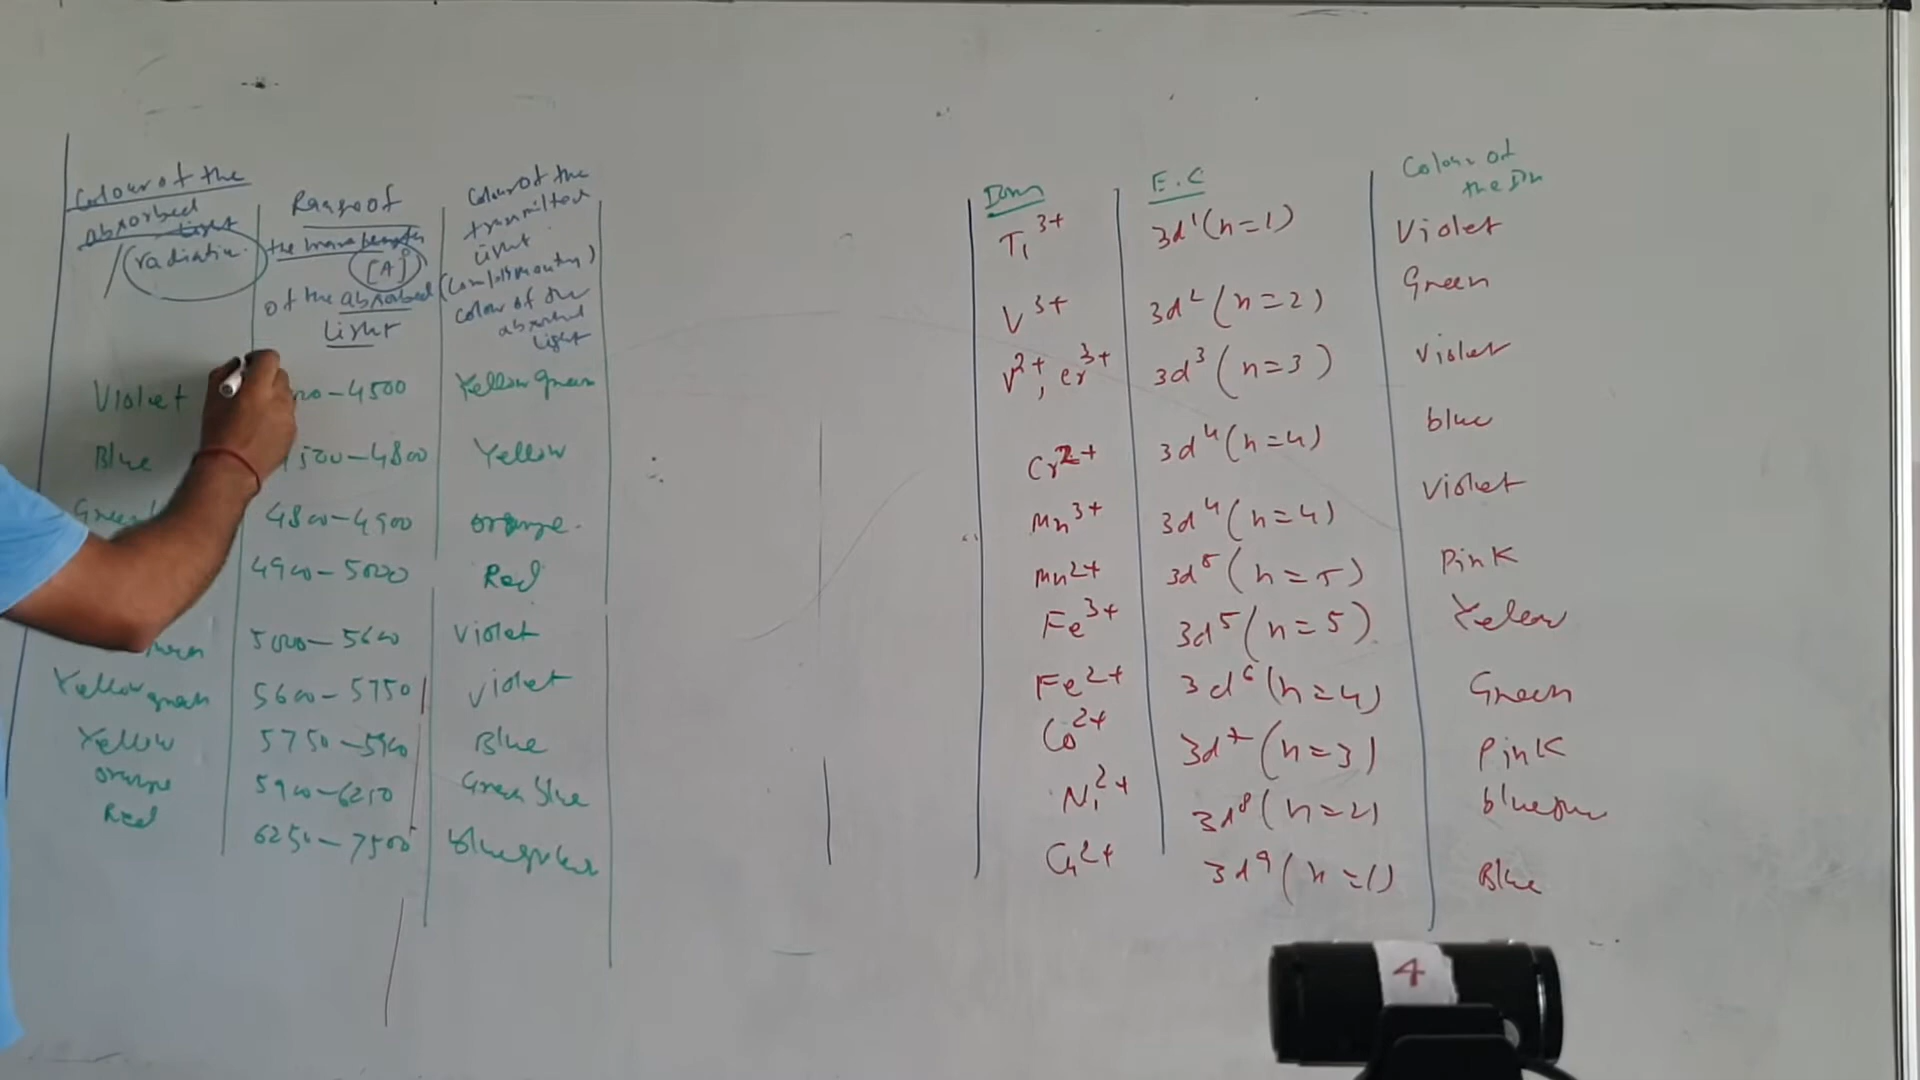 Colour of the
absorbed
Light
/(radiation
Range of
the wave length
[A°]
of the absorbed
Light
Colour of the
transmitted
Light
(Complementary)
colour of the
absorbed
Light
Violet
00-4500
Yellow green
Blue
4500-4800
Yellow
Green
4800-4900
orange.
4900-5000
Red
5000-5600
Violet
Yellow green
5600-5750
Violet
Yellow
5750-5900
Blue
orange
5900-6250
Green blue
Red
6250-7500
Ions
E.C
Colour of
the Ion
Ti3+
3d1(n=1)
Violet
V3+
3d2(n=2)
Green
V2+, Cr3+
3d3(n=3)
Violet
Cr2+
3d4(n=4)
blue
Mn3+
3d4(n=4)
Violet
Mn2+
3d5(n=5)
Pink
Fe3+
3d5(n=5)
Yellow
Fe2+
3d6(n=4)
Green
Co2+
3d7(n=3)
Pink
Ni2+
3d8(n=2)
Cu2+
3d9(n=1)
Blue
4